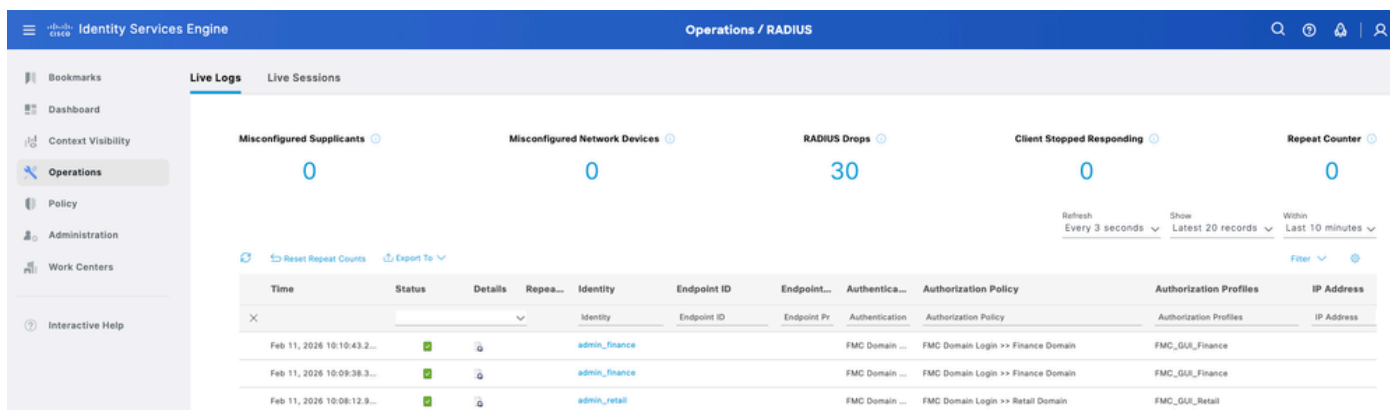 cisco Identity Services Engine
Operations / RADIUS
Bookmarks
Dashboard
Context Visibility
Operations
Policy
Administration
Work Centers
Interactive Help
Live Logs Live Sessions
Misconfigured Supplicants Misconfigured Network Devices RADIUS Drops Client Stopped Responding Repeat Counter
0 0 30 0 0
Refresh Show Within
Every 3 seconds Latest 20 records Last 10 minutes
Reset Repeat Counts Export To Filter
Time Status Details Repea... Identity Endpoint ID Endpoint... Authentica... Authorization Policy Authorization Profiles IP Address
Identity Endpoint ID Endpoint Pr Authentication Authorization Policy Authorization Profiles IP Address
Feb 11, 2026 10:10:43.2... admin_finance FMC Domain ... FMC Domain Login >> Finance Domain FMC_GUI_Finance
Feb 11, 2026 10:09:38.3... admin_finance FMC Domain ... FMC Domain Login >> Finance Domain FMC_GUI_Finance
Feb 11, 2026 10:08:12.9... admin_retail FMC Domain ... FMC Domain Login >> Retail Domain FMC_GUI_Retail